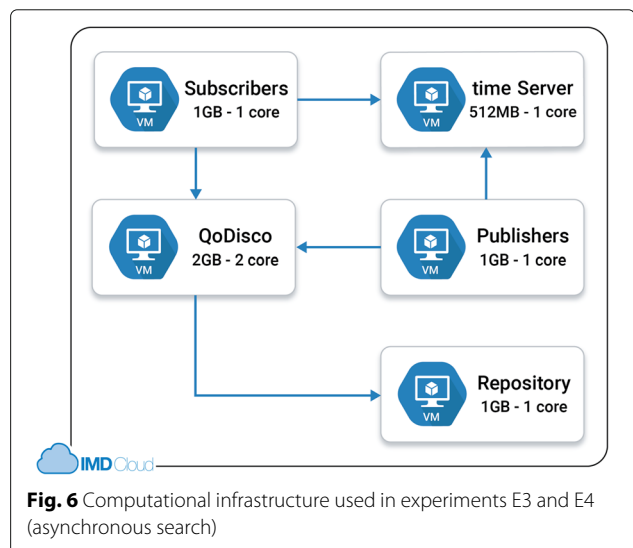 Subscribers
1GB - 1 core
VM
time Server
512MB - 1 core
VM
QoDisco
2GB - 2 core
VM
Publishers
1GB - 1 core
VM
Repository
1GB - 1 core
VM
IMD Cloud
Fig. 6 Computational infrastructure used in experiments E3 and E4
(asynchronous search)